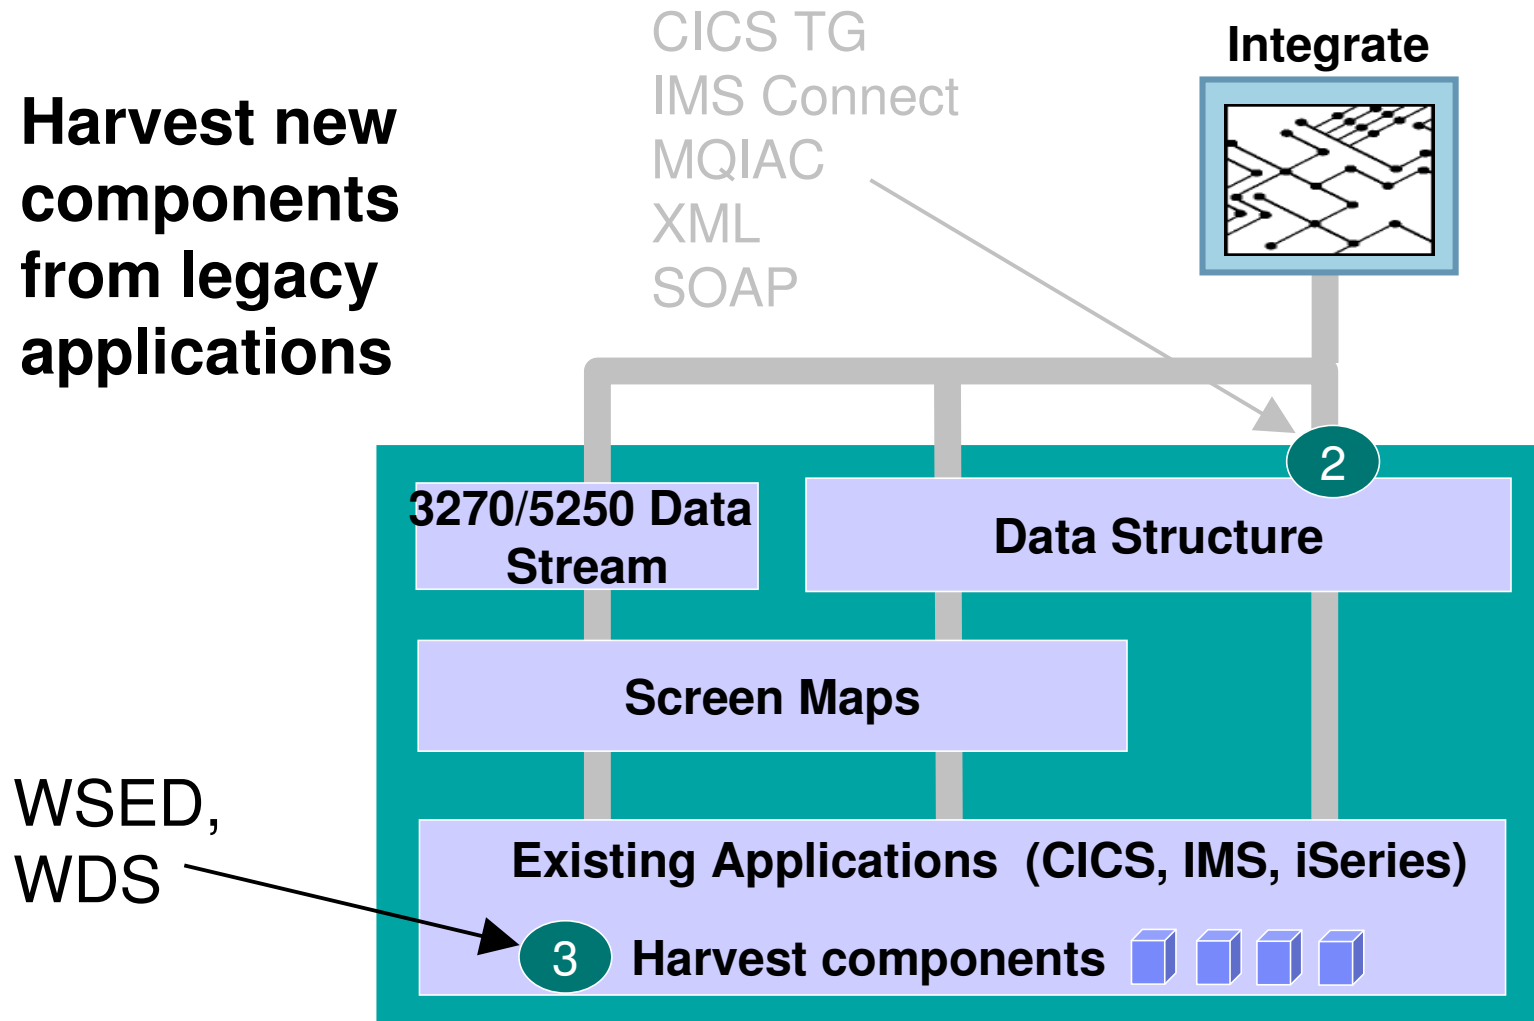 Harvest new
components
from legacy
applications
CICS TG
IMS Connect
MQIAC
XML
SOAP
Integrate
2
3270/5250 Data
Stream
Data Structure
Screen Maps
WSED,
WDS
Existing Applications (CICS, IMS, iSeries)
3 Harvest components